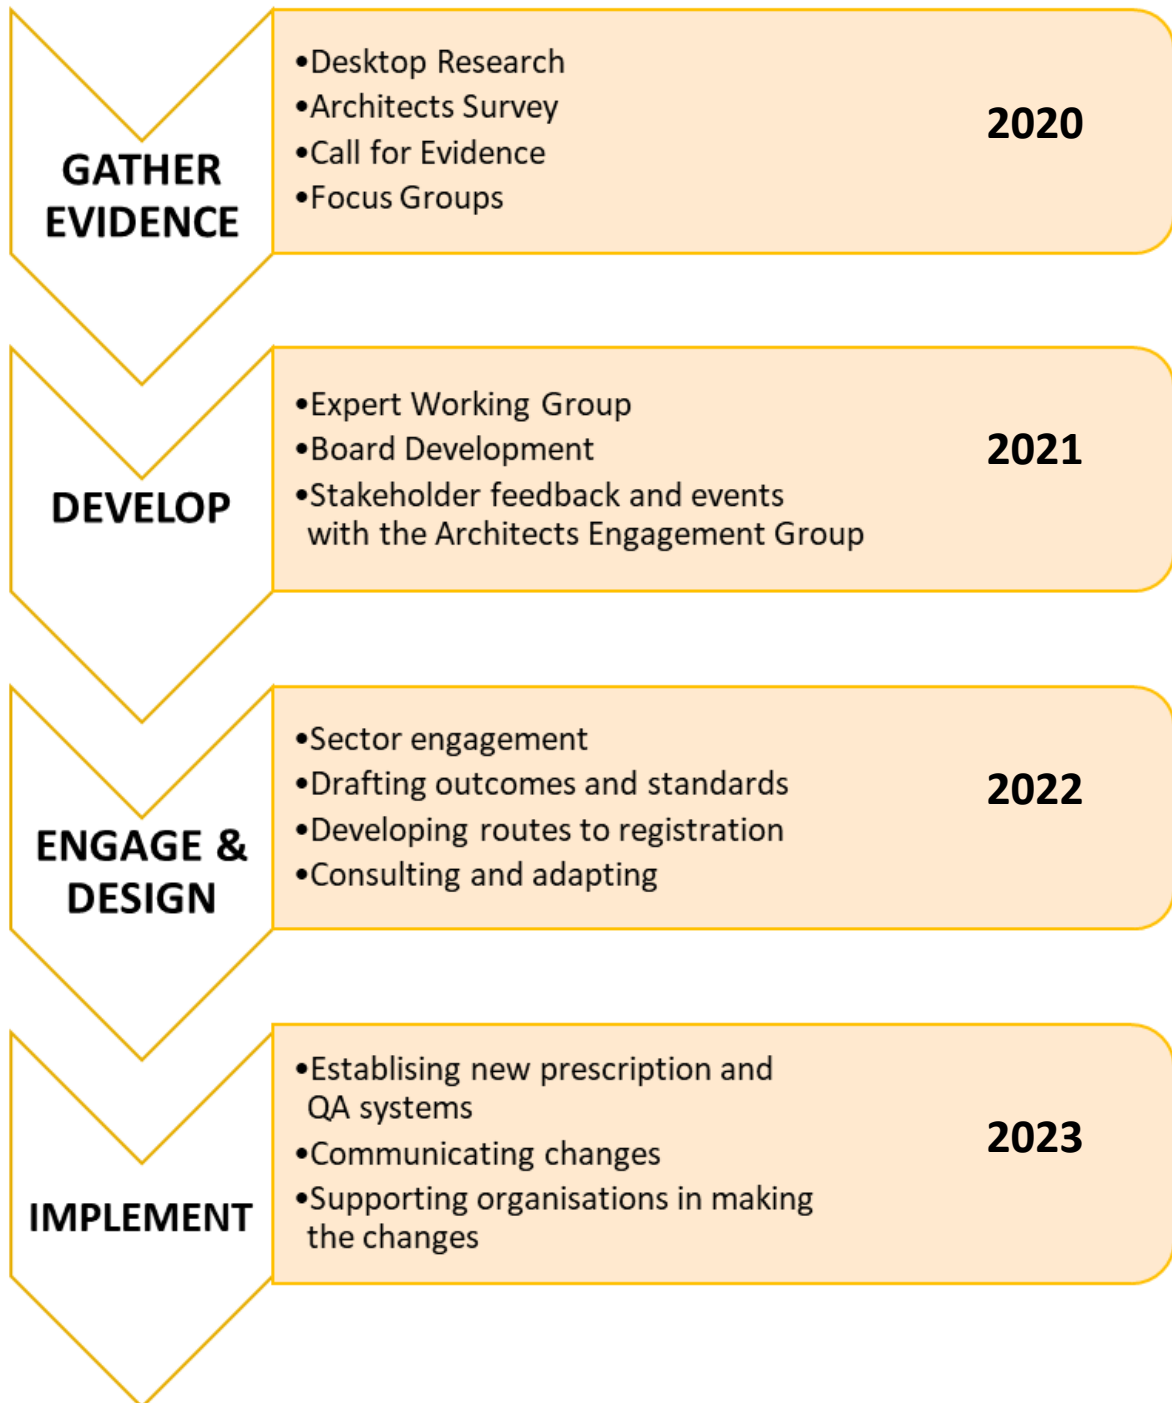 GATHER
EVIDENCE
•Desktop Research
•Architects Survey
•Call for Evidence
•Focus Groups
2020
DEVELOP
•Expert Working Group
•Board Development
•Stakeholder feedback and events
with the Architects Engagement Group
2021
ENGAGE &
DESIGN
•Sector engagement
•Drafting outcomes and standards
•Developing routes to registration
•Consulting and adapting
2022
IMPLEMENT
•Establising new prescription and
QA systems
•Communicating changes
•Supporting organisations in making
the changes
2023